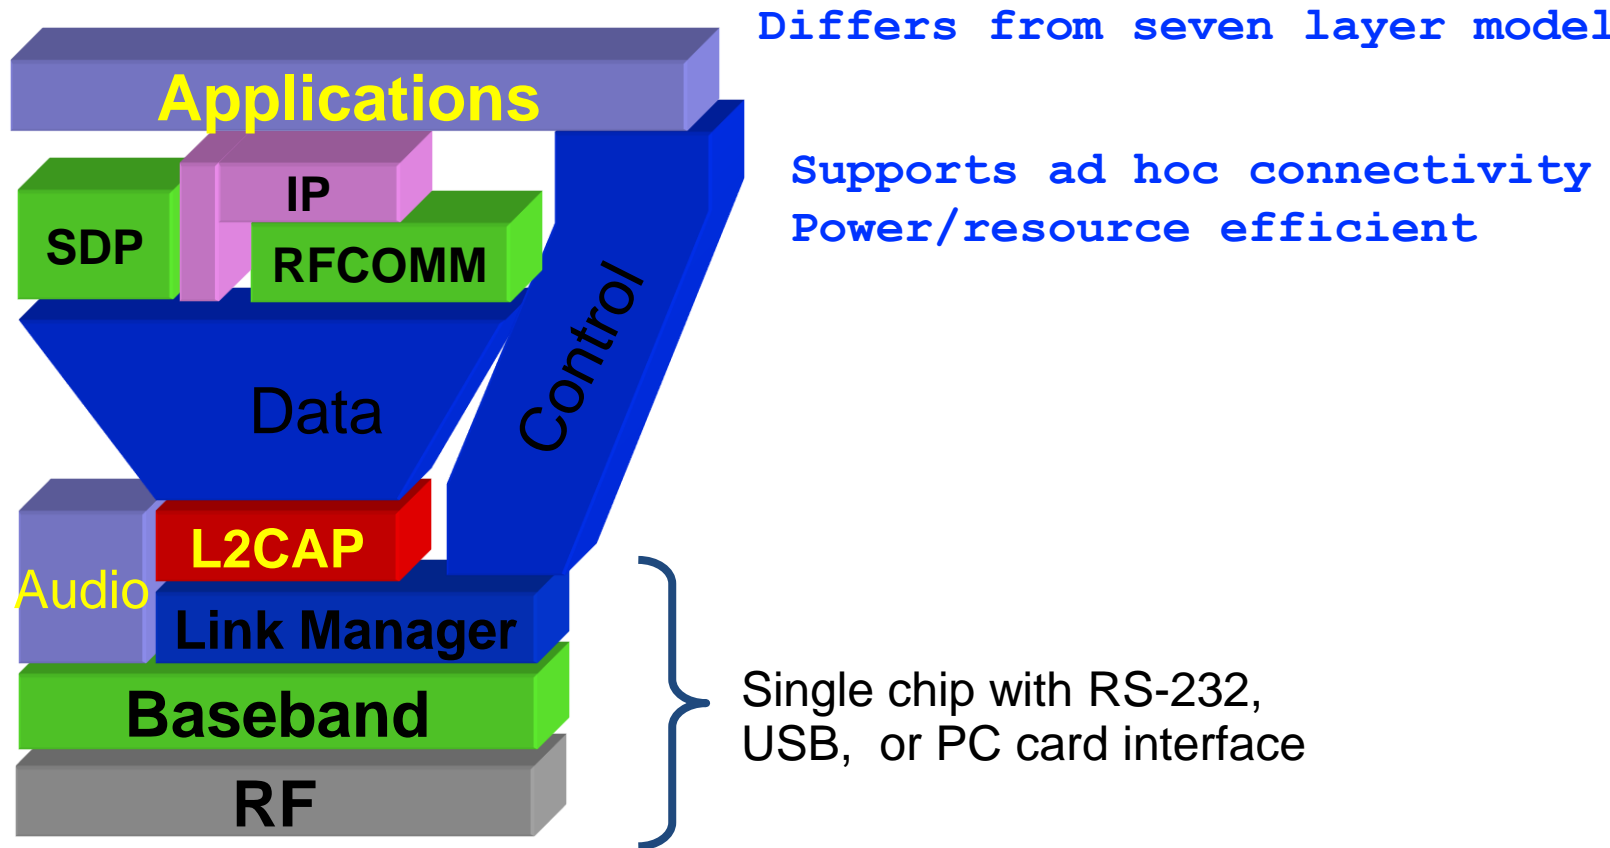 Differs from seven layer model
Applications
Supports ad hoc connectivity
Power/resource efficient
IP
SDP
RFCOMM
Control
Data
L2CAP
Audio
Link Manager
Baseband
RF
Single chip with RS-232,
USB, or PC card interface